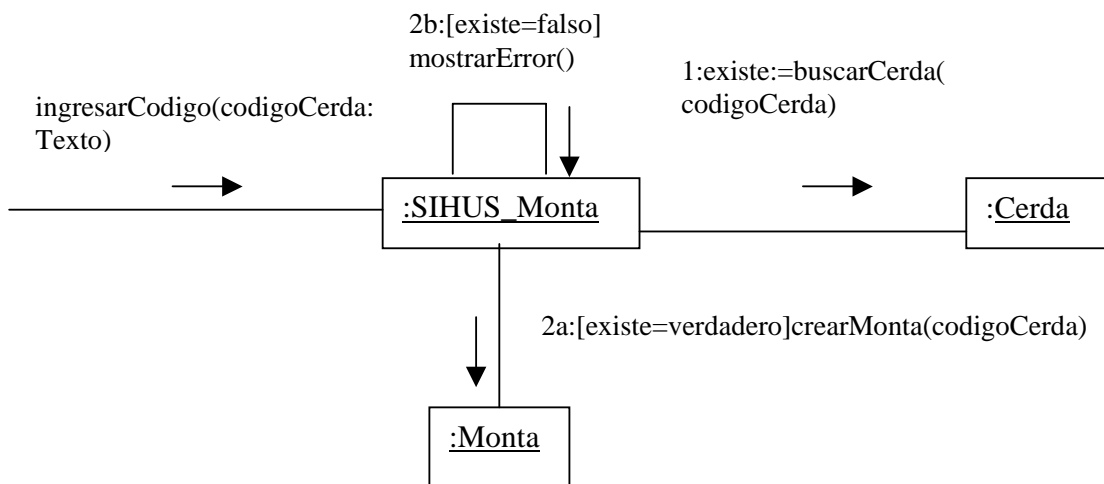 2b:[existe=falso]
mostrarError()
1:existe:=buscarCerda(
codigoCerda)
ingresarCodigo(codigoCerda:
Texto)
:SIHUS_Monta
:Cerda
2a:[existe=verdadero]crearMonta(codigoCerda)
:Monta